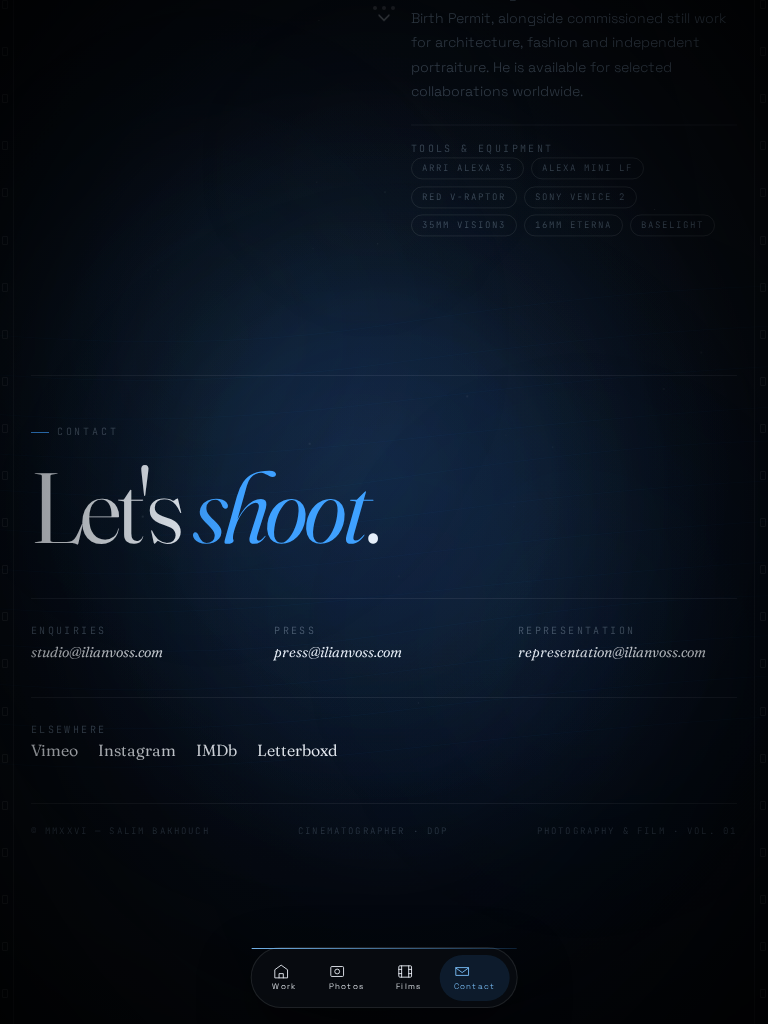 Birth Permit, alongside commissioned still work
for architecture, fashion and independent
portraiture. He is available for selected
collaborations worldwide.
TOOLS & EQUIPMENT
ARRI ALEXA 35
ALEXA MINI LF
RED V-RAPTOR
SONY VENICE 2
35MM VISION3
16MM ETERNA
BASELIGHT
CONTACT
Let's shoot.
ENQUIRIES
studio@ilianvoss.com
PRESS
press@ilianvoss.com
REPRESENTATION
representation@ilianvoss.com
ELSEWHERE
Vimeo Instagram IMDb Letterboxd
© MMXXVI — SALIM BAKHOUCH
CINEMATOGRAPHER · DOP
PHOTOGRAPHY & FILM · VOL. 01
Work
Photos
Films
Contact